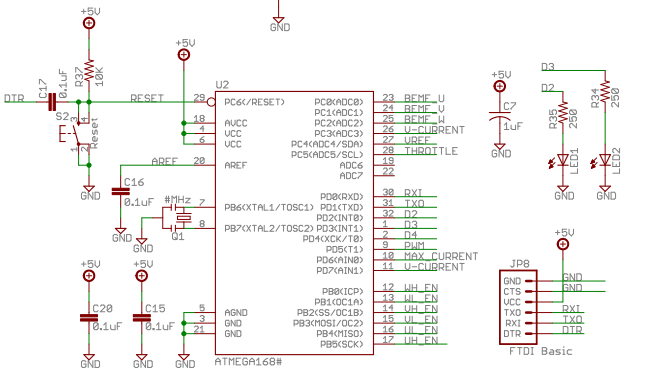 +5V
GND
+5V
R37
10K
C17
0.1uF
DTR
RESET
S2
Reset
3
4
1
2
GND
U2
29
PC6(/RESET)
18
AVCC
4
VCC
6
VCC
AREF
20
AREF
C16
0.1uF
GND
#MHz
Q1
GND
7
PB6(XTAL1/TOSC1)
8
PB7(XTAL2/TOSC2)
+5V
C20
0.1uF
GND
+5V
C15
0.1uF
GND
5
AGND
3
GND
21
GND
GND
ATMEGA168#
PC0(ADC0) 23 BEMF_U
PC1(ADC1) 24 BEMF_V
PC2(ADC2) 25 BEMF_W
PC3(ADC3) 26 U-CURRENT
PC4(ADC4/SDA) 27 VREF
PC5(ADC5/SCL) 28 THROTTLE
ADC6 19
ADC7 22
PD0(RXD) 30 RXI
PD1(TXD) 31 TXO
PD2(INT0) 32 D2
PD3(INT1) 1 D3
PD4(XCK/T0) 2 D4
PD5(T1) 9 PWM
PD6(AIN0) 10 MAX_CURRENT
PD7(AIN1) 11 V-CURRENT
PB0(ICP) 12 WH_EN
PB1(OC1A) 13 WL_EN
PB2(SS/OC1B) 14 VH_EN
PB3(MOSI/OC2) 15 VL_EN
PB4(MISO) 16 UL_EN
PB5(SCK) 17 UH_EN
+5V
C7
1uF
GND
D3
D2
R35
250
R34
250
LED1
LED2
GND
GND
+5V
JP8
GND GND
CTS GND
VCC
TXO RXI
RXI TXO
DTR DTR
FTDI Basic